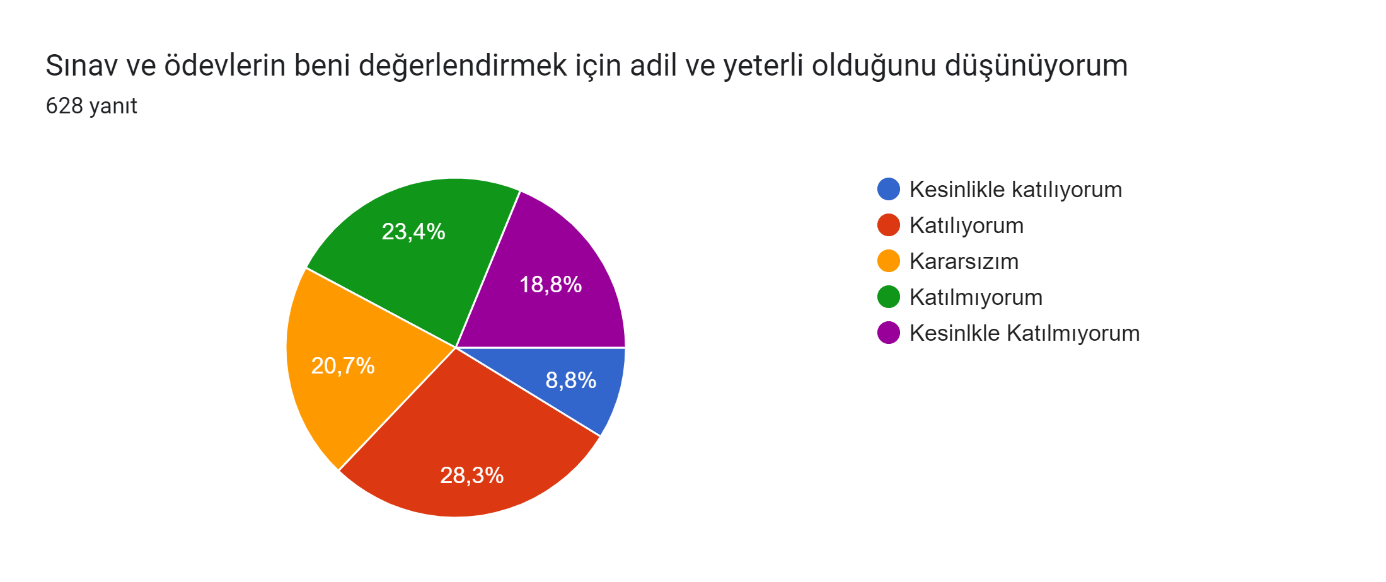 Sınav ve ödevlerin beni değerlendirmek için adil ve yeterli olduğunu düşünüyorum
628 yanıt
Kesinlikle katılıyorum
Katılıyorum
Kararsızım
Katılmıyorum
Kesinlkle Katılmıyorum
23,4%
18,8%
20,7%
8,8%
28,3%